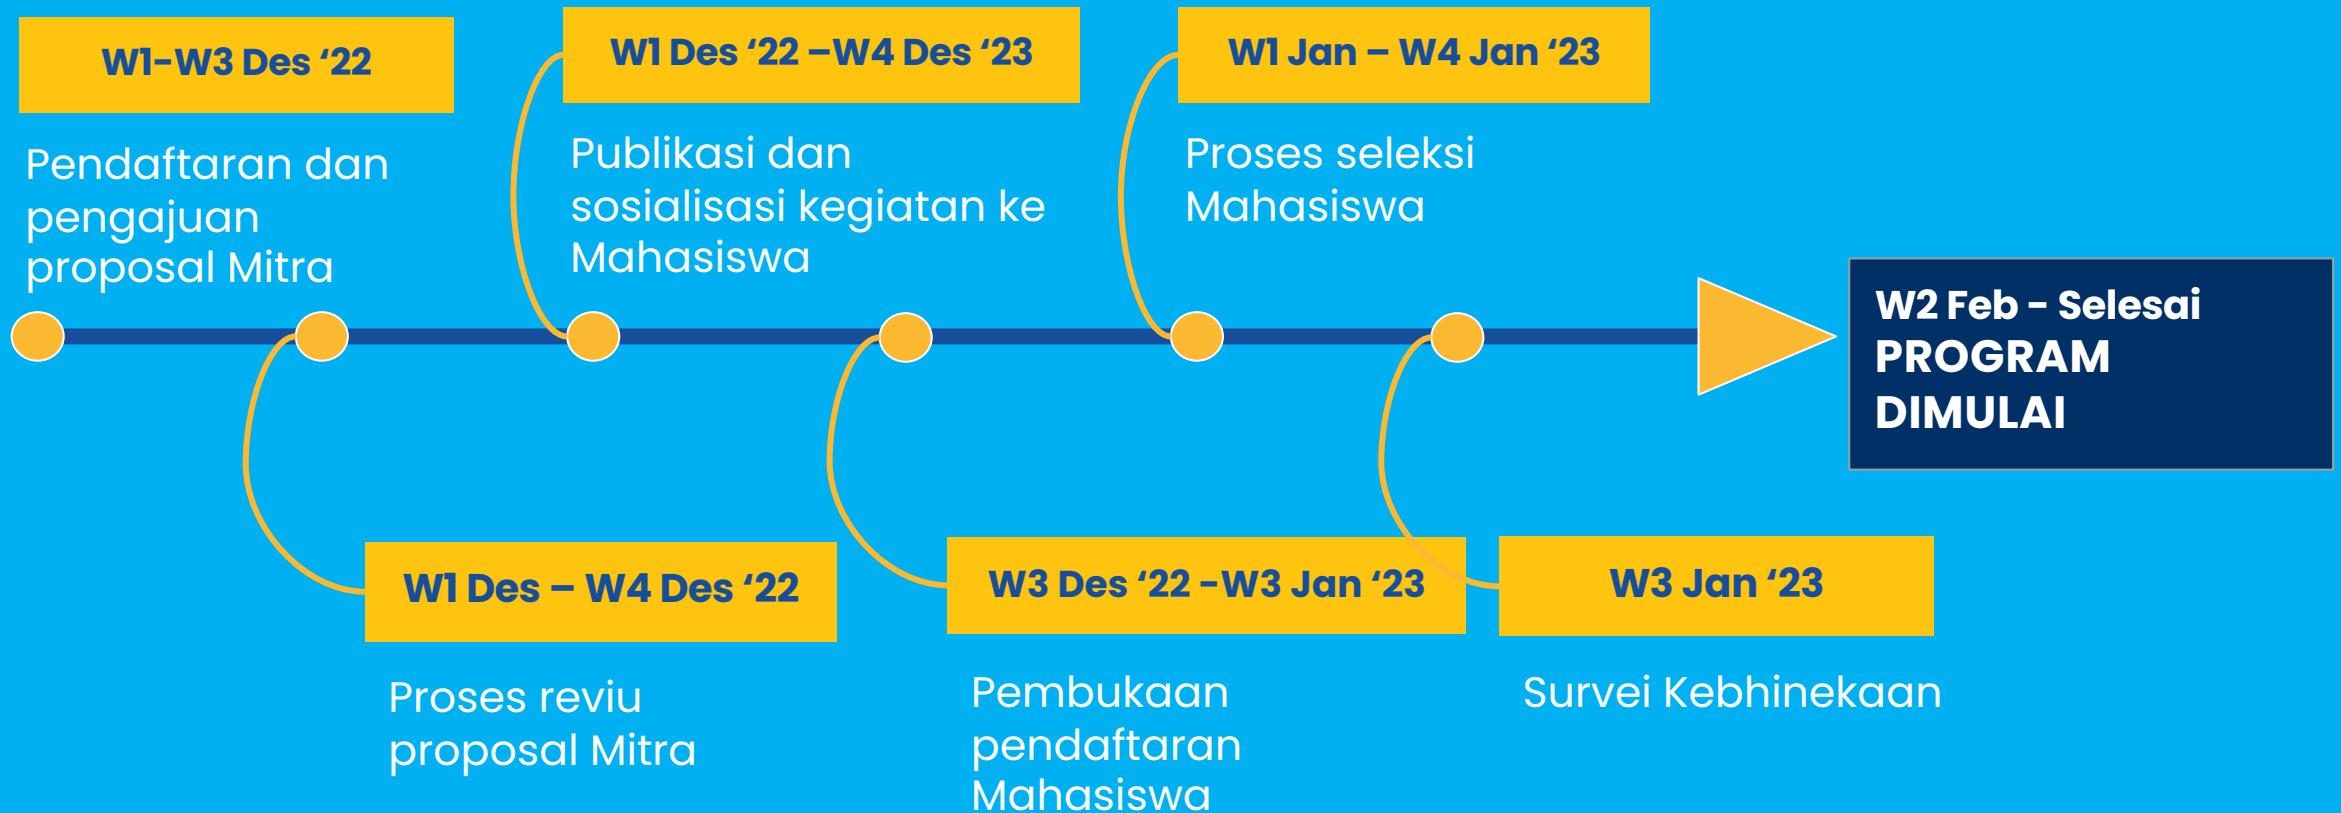 W1-W3 Des ‘22
Pendaftaran dan
pengajuan
proposal Mitra
W1 Des – W4 Des ‘22
Proses reviu
proposal Mitra
W1 Des ‘22 –W4 Des ‘23
Publikasi dan
sosialisasi kegiatan ke
Mahasiswa
W3 Des ‘22 -W3 Jan ‘23
Pembukaan
pendaftaran
Mahasiswa
W1 Jan – W4 Jan ‘23
Proses seleksi
Mahasiswa
W3 Jan ‘23
Survei Kebhinekaan
W2 Feb - Selesai
PROGRAM
DIMULAI